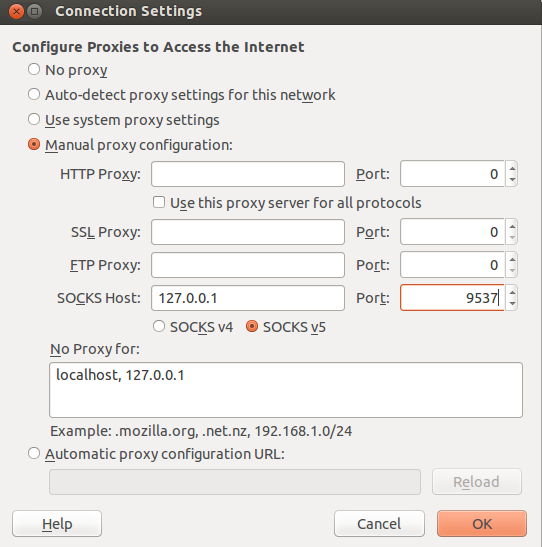 Connection Settings
Configure Proxies to Access the Internet
No proxy
Auto-detect proxy settings for this network
Use system proxy settings
Manual proxy configuration:
HTTP Proxy: Port: 0
Use this proxy server for all protocols
SSL Proxy: Port: 0
FTP Proxy: Port: 0
SOCKS Host: 127.0.0.1 Port: 9537
SOCKS v4 SOCKS v5
No Proxy for:
localhost, 127.0.0.1
Example: .mozilla.org, .net.nz, 192.168.1.0/24
Automatic proxy configuration URL:
Reload
Help Cancel OK